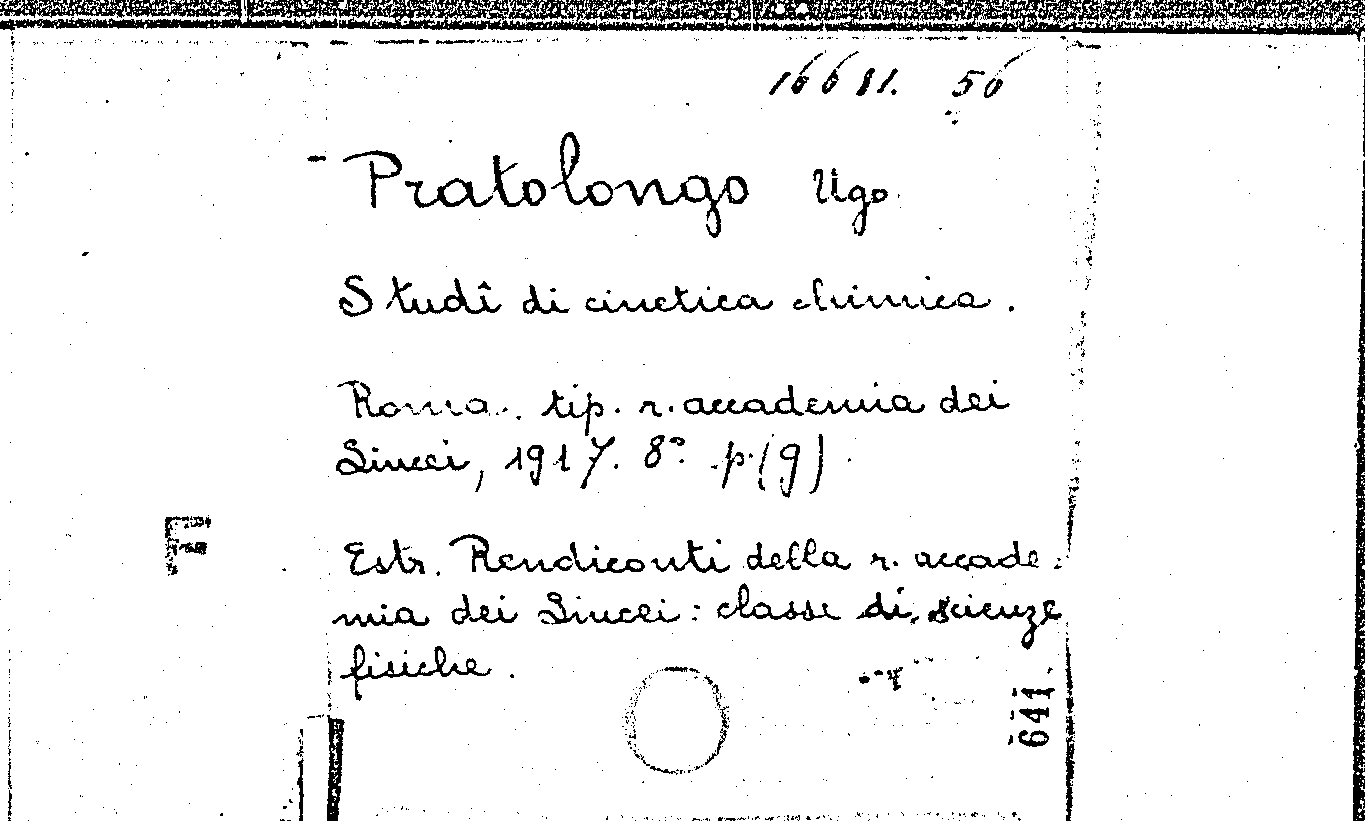 16681. 56
Pratolongo Ugo
Studî di cinetica chimica.
Roma. tip. r. accademia dei
Lincei, 1917. 8° p. (9)
Estr. Rendiconti della r. accade=
mia dei Lincei: classe di scienze
fisiche.
F
641